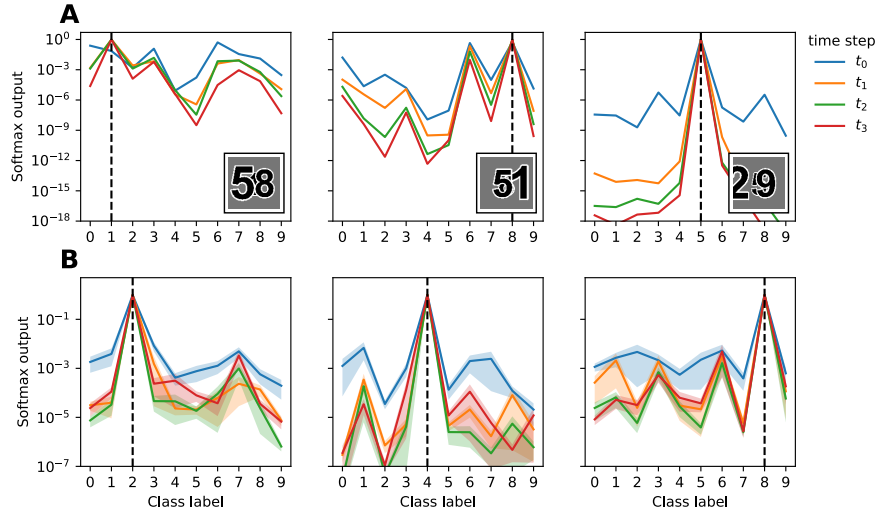 A
time step
t₀
t₁
t₂
t₃
Softmax output
10⁰
10⁻³
10⁻⁶
10⁻⁹
10⁻¹²
10⁻¹⁵
10⁻¹⁸
0 1 2 3 4 5 6 7 8 9
0 1 2 3 4 5 6 7 8 9
0 1 2 3 4 5 6 7 8 9
58
51
29
B
Softmax output
10⁻¹
10⁻³
10⁻⁵
10⁻⁷
0 1 2 3 4 5 6 7 8 9
0 1 2 3 4 5 6 7 8 9
0 1 2 3 4 5 6 7 8 9
Class label
Class label
Class label